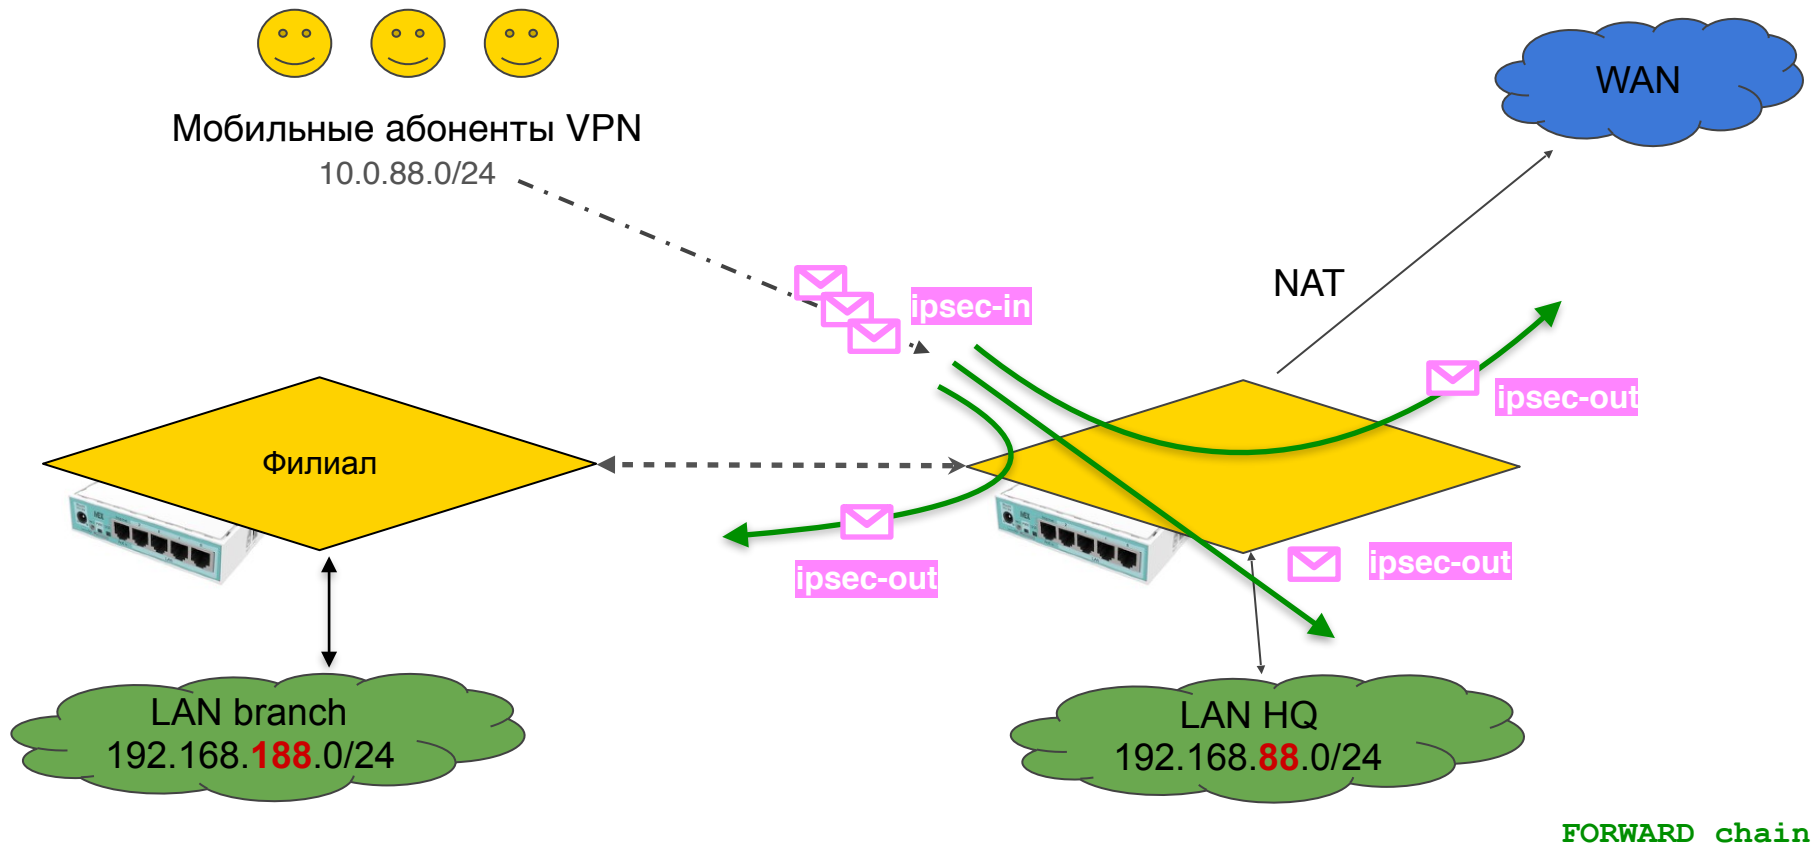 Мобильные абоненты VPN
10.0.88.0/24
WAN
NAT
ipsec-in
ipsec-out
Филиал
ipsec-out
ipsec-out
LAN branch
192.168.188.0/24
LAN HQ
192.168.88.0/24
FORWARD chain